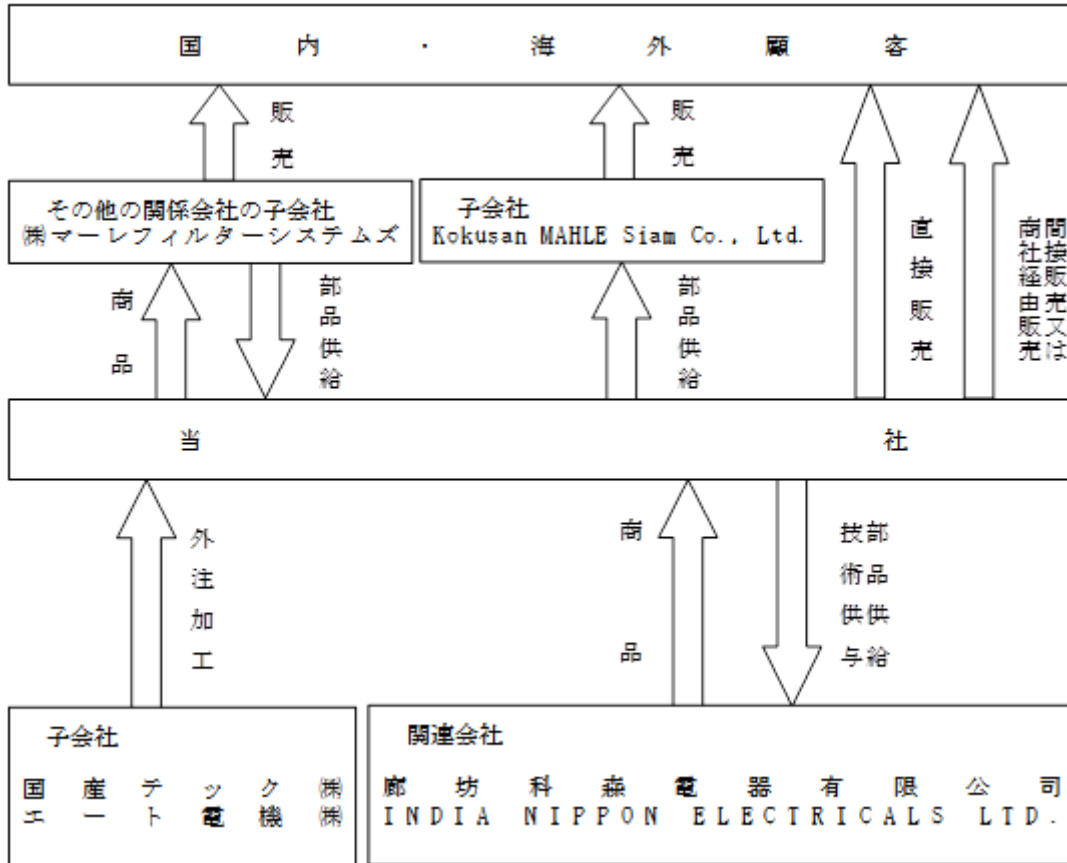 国内・海外顧客
販売
販売
その他の関係会社の子会社
㈱マーレフィルターシステムズ
子会社
Kokusan MAHLE Siam Co., Ltd.
商品
部品供給
部品供給
直接販売
間接販売又は
商社経由販売
当社
外注加工
商品
部品供給
技術供与
子会社
国産テック㈱
エート電機㈱
関連会社
廊坊科森電器有限公司
INDIA NIPPON ELECTRICALS LTD.